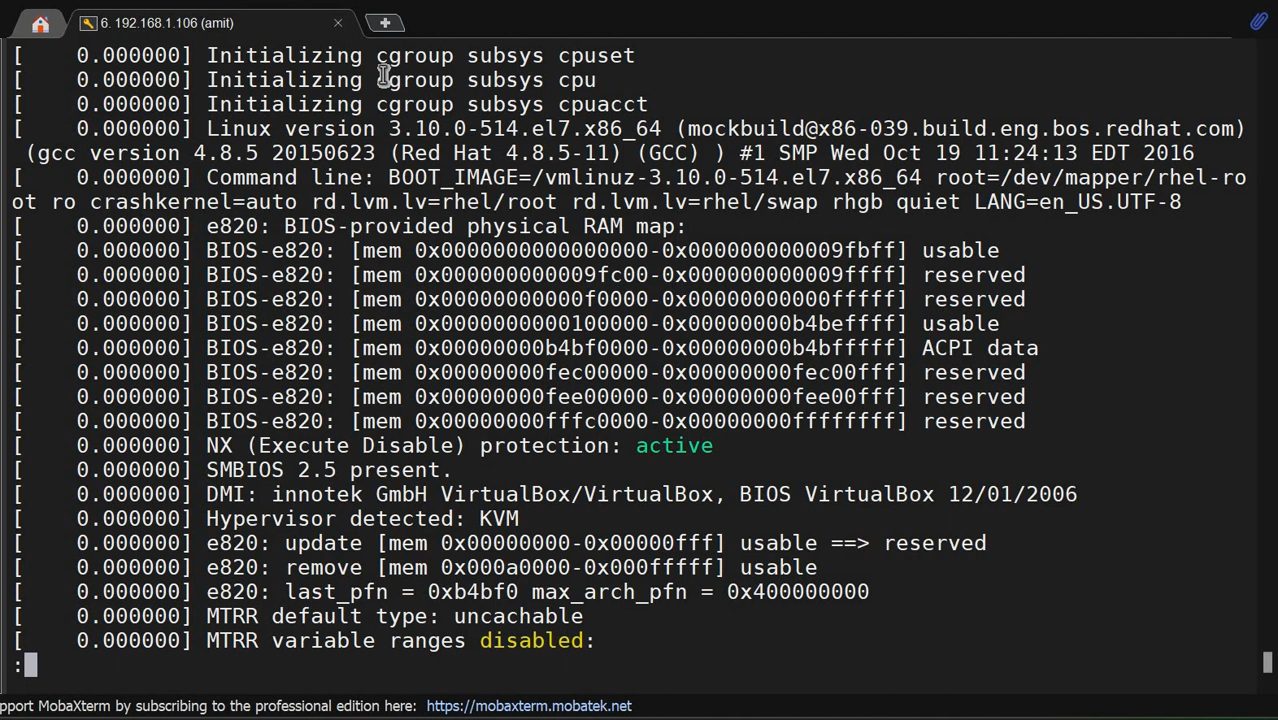 6. 192.168.1.106 (amit)
[    0.000000] Initializing cgroup subsys cpuset
[    0.000000] Initializing cgroup subsys cpu
[    0.000000] Initializing cgroup subsys cpuacct
[    0.000000] Linux version 3.10.0-514.el7.x86_64 (mockbuild@x86-039.build.eng.bos.redhat.com)
 (gcc version 4.8.5 20150623 (Red Hat 4.8.5-11) (GCC) ) #1 SMP Wed Oct 19 11:24:13 EDT 2016
[    0.000000] Command line: BOOT_IMAGE=/vmlinuz-3.10.0-514.el7.x86_64 root=/dev/mapper/rhel-ro
ot ro crashkernel=auto rd.lvm.lv=rhel/root rd.lvm.lv=rhel/swap rhgb quiet LANG=en_US.UTF-8
[    0.000000] e820: BIOS-provided physical RAM map:
[    0.000000] BIOS-e820: [mem 0x0000000000000000-0x000000000009fbff] usable
[    0.000000] BIOS-e820: [mem 0x000000000009fc00-0x000000000009ffff] reserved
[    0.000000] BIOS-e820: [mem 0x00000000000f0000-0x00000000000fffff] reserved
[    0.000000] BIOS-e820: [mem 0x0000000000100000-0x00000000b4beffff] usable
[    0.000000] BIOS-e820: [mem 0x00000000b4bf0000-0x00000000b4bfffff] ACPI data
[    0.000000] BIOS-e820: [mem 0x00000000fec00000-0x00000000fec00fff] reserved
[    0.000000] BIOS-e820: [mem 0x00000000fee00000-0x00000000fee00fff] reserved
[    0.000000] BIOS-e820: [mem 0x00000000fffc0000-0x00000000ffffffff] reserved
[    0.000000] NX (Execute Disable) protection: active
[    0.000000] SMBIOS 2.5 present.
[    0.000000] DMI: innotek GmbH VirtualBox/VirtualBox, BIOS VirtualBox 12/01/2006
[    0.000000] Hypervisor detected: KVM
[    0.000000] e820: update [mem 0x00000000-0x00000fff] usable ==> reserved
[    0.000000] e820: remove [mem 0x000a0000-0x000fffff] usable
[    0.000000] e820: last_pfn = 0xb4bf0 max_arch_pfn = 0x400000000
[    0.000000] MTRR default type: uncachable
[    0.000000] MTRR variable ranges disabled:
:
pport MobaXterm by subscribing to the professional edition here: https://mobaxterm.mobatek.net